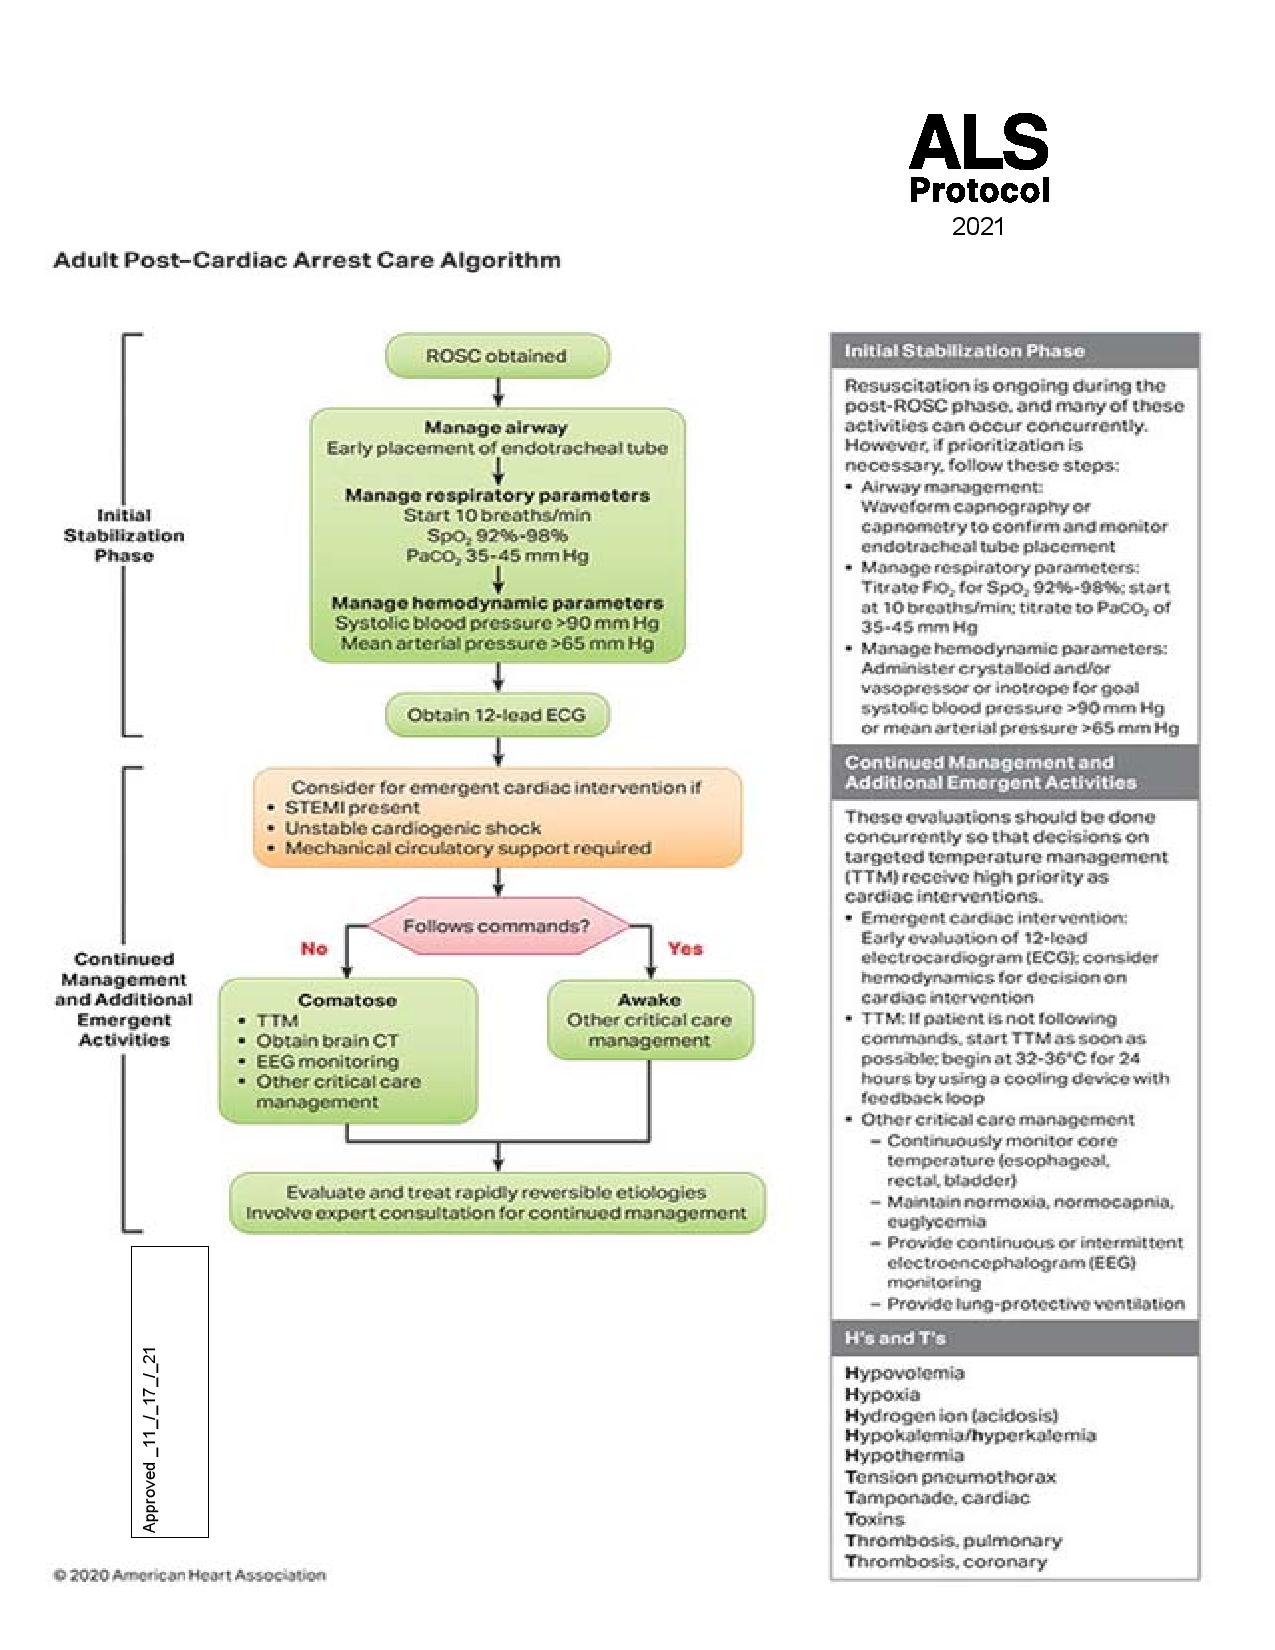 ALS
Protocol
2021
Adult Post–Cardiac Arrest Care Algorithm
Initial
Stabilization
Phase
ROSC obtained
Manage airway
Early placement of endotracheal tube
Manage respiratory parameters
Start 10 breaths/min
SpO₂ 92%-98%
PaCO₂ 35-45 mm Hg
Manage hemodynamic parameters
Systolic blood pressure >90 mm Hg
Mean arterial pressure >65 mm Hg
Obtain 12-lead ECG
Continued
Management
and Additional
Emergent
Activities
Consider for emergent cardiac intervention if
• STEMI present
• Unstable cardiogenic shock
• Mechanical circulatory support required
Follows commands?
No
Yes
Comatose
• TTM
• Obtain brain CT
• EEG monitoring
• Other critical care
management
Awake
Other critical care
management
Evaluate and treat rapidly reversible etiologies
Involve expert consultation for continued management
Initial Stabilization Phase
Resuscitation is ongoing during the
post-ROSC phase, and many of these
activities can occur concurrently.
However, if prioritization is
necessary, follow these steps:
• Airway management:
Waveform capnography or
capnometry to confirm and monitor
endotracheal tube placement
• Manage respiratory parameters:
Titrate FIO₂ for SpO₂ 92%-98%; start
at 10 breaths/min; titrate to PaCO₂ of
35-45 mm Hg
• Manage hemodynamic parameters:
Administer crystalloid and/or
vasopressor or inotrope for goal
systolic blood pressure >90 mm Hg
or mean arterial pressure >65 mm Hg
Continued Management and
Additional Emergent Activities
These evaluations should be done
concurrently so that decisions on
targeted temperature management
(TTM) receive high priority as
cardiac interventions.
• Emergent cardiac intervention:
Early evaluation of 12-lead
electrocardiogram (ECG); consider
hemodynamics for decision on
cardiac intervention
• TTM: If patient is not following
commands, start TTM as soon as
possible; begin at 32-36°C for 24
hours by using a cooling device with
feedback loop
• Other critical care management
– Continuously monitor core
temperature (esophageal,
rectal, bladder)
– Maintain normoxia, normocapnia,
euglycemia
– Provide continuous or intermittent
electroencephalogram (EEG)
monitoring
– Provide lung-protective ventilation
H's and T's
Hypovolemia
Hypoxia
Hydrogen ion (acidosis)
Hypokalemia/hyperkalemia
Hypothermia
Tension pneumothorax
Tamponade, cardiac
Toxins
Thrombosis, pulmonary
Thrombosis, coronary
Approved _11_/_17_/_21
© 2020 American Heart Association